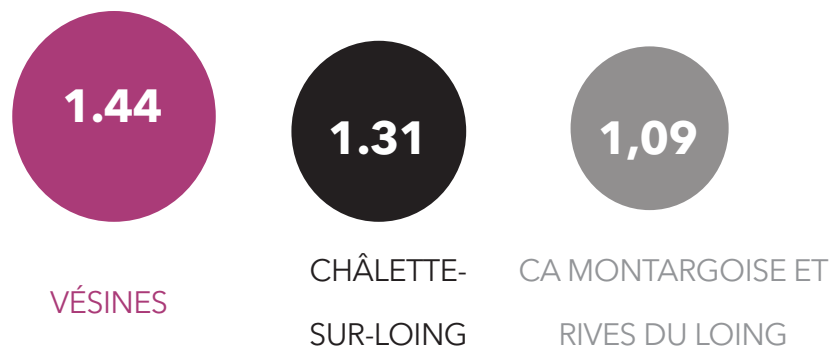 1.44
1.31
1,09
VÉSINES
CHÂLETTE-
SUR-LOING
CA MONTARGOISE ET
RIVES DU LOING